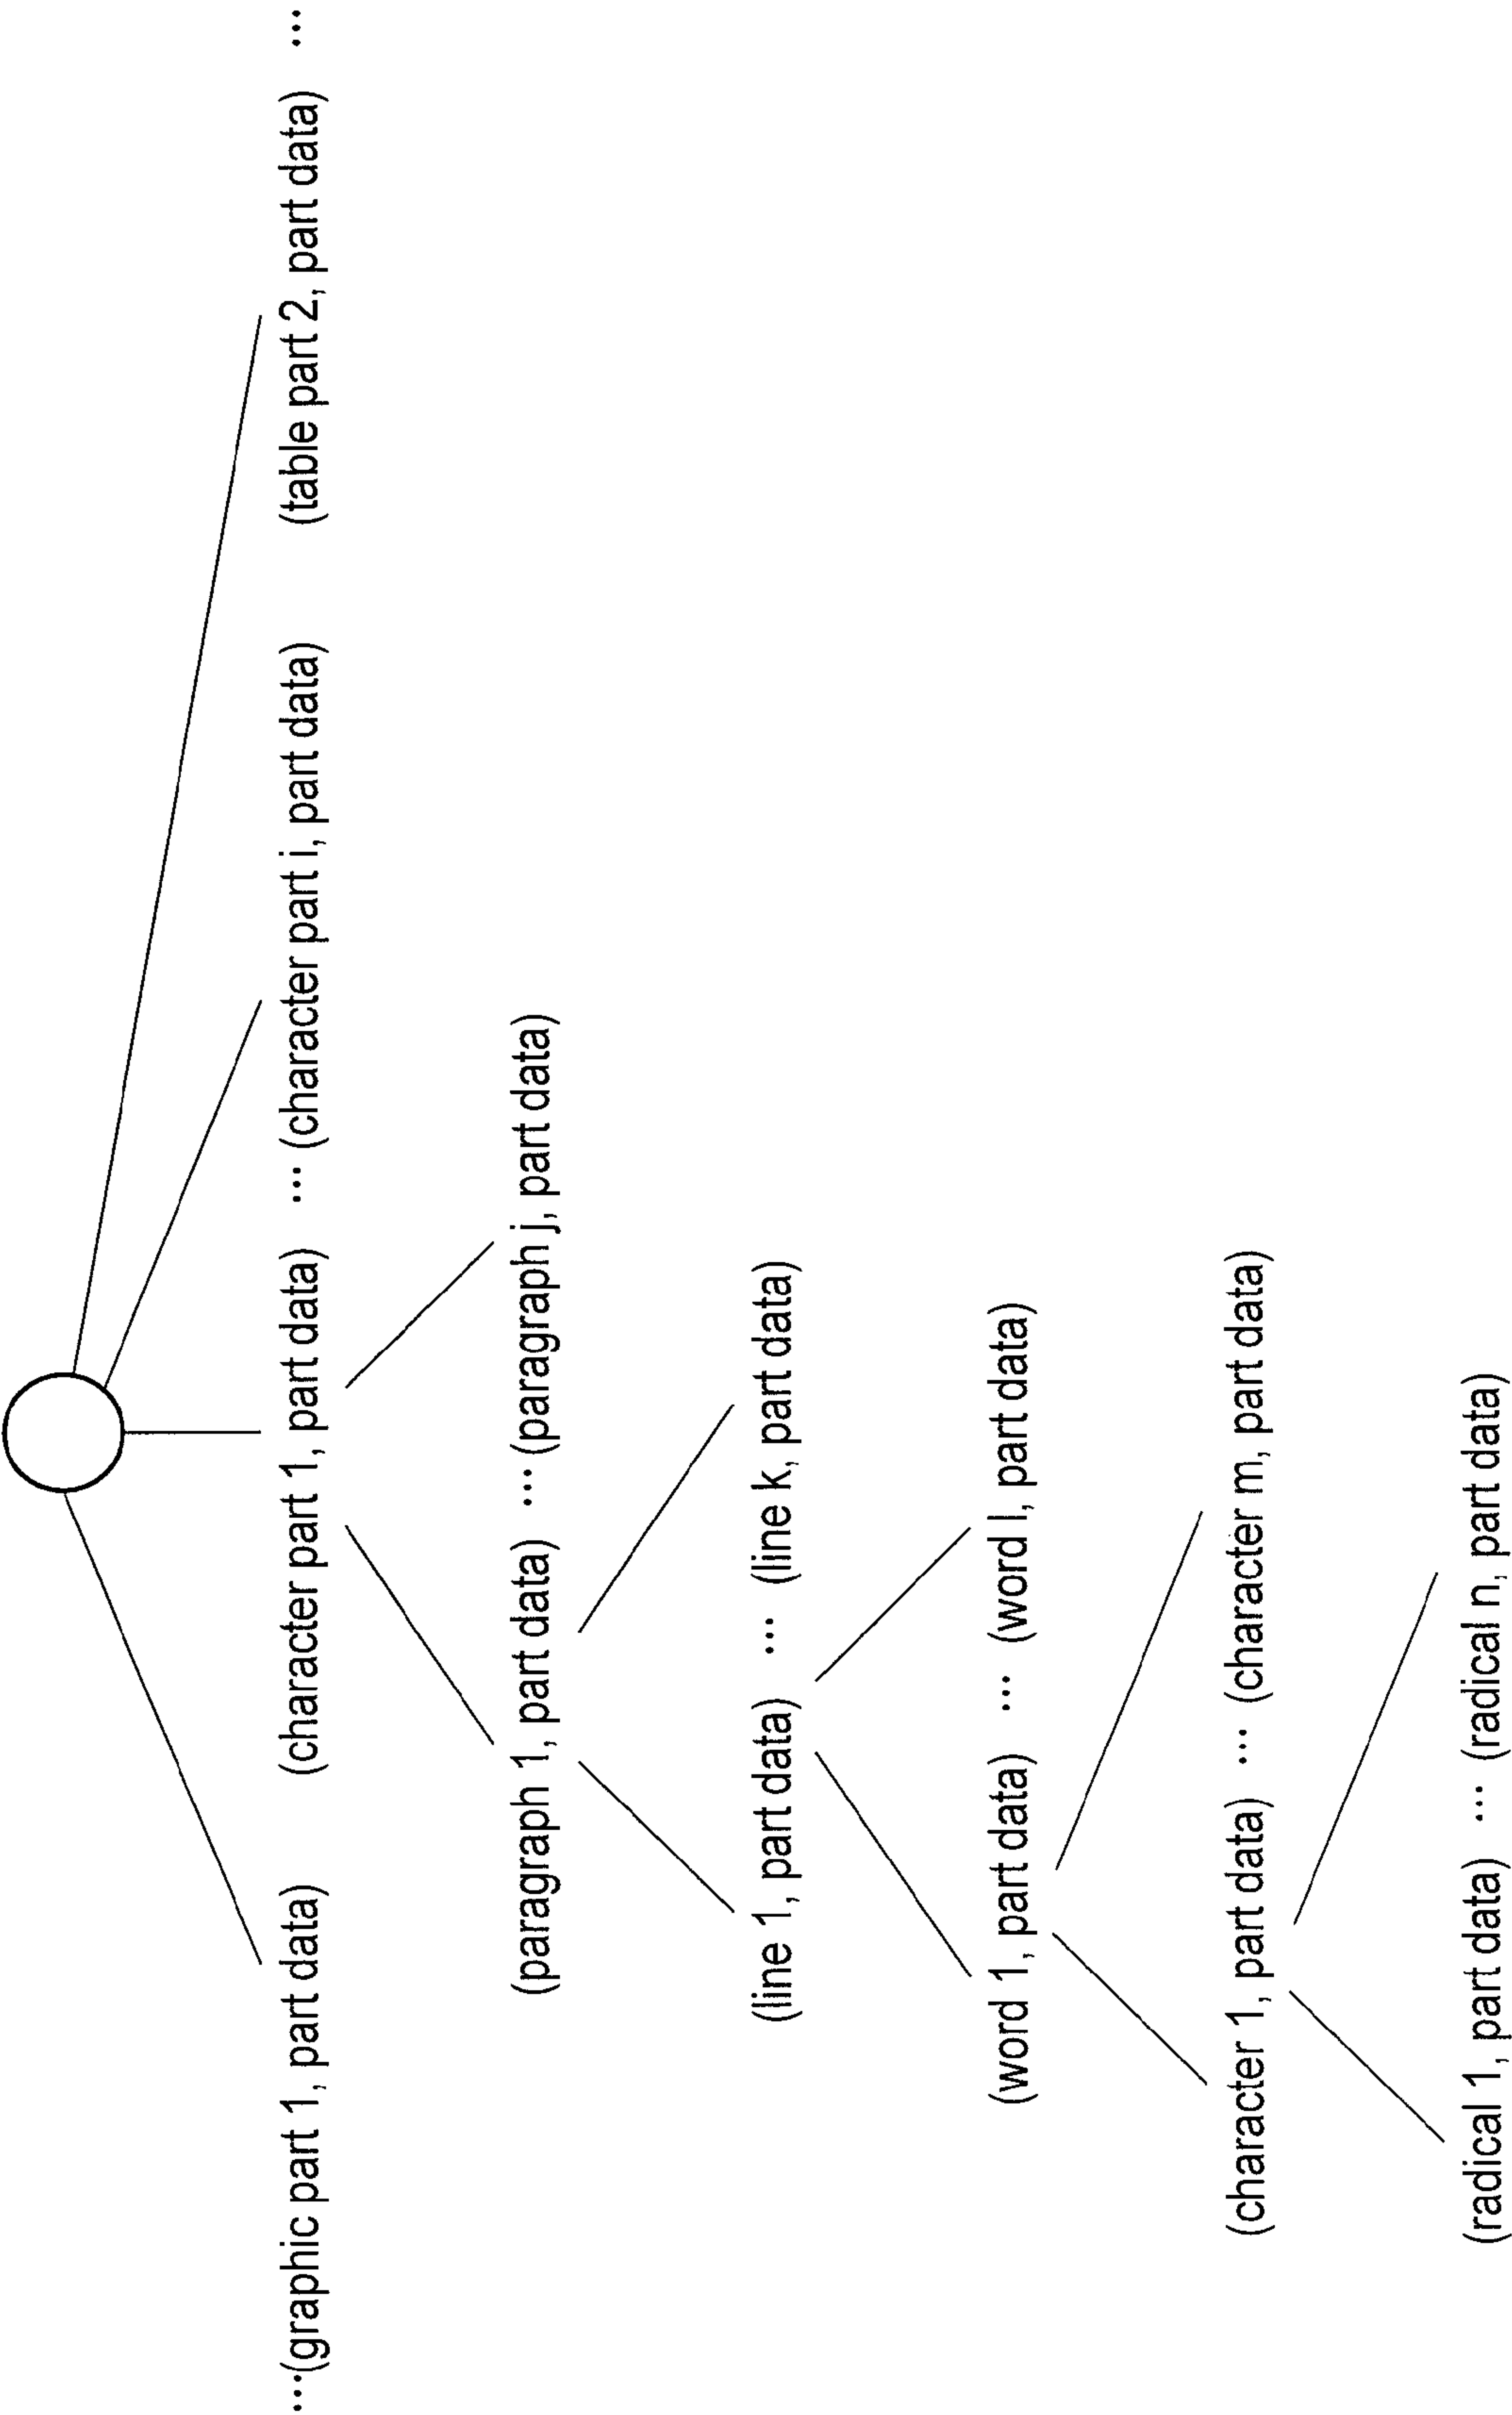 ···(graphic part 1, part data) (character part 1, part data) ··· (character part i, part data) (table part 2, part data) ···
(paragraph 1, part data) ··· (paragraph j, part data)
(line 1, part data) ··· (line k, part data)
(word 1, part data) ··· (word l, part data)
(character 1, part data) ··· (character m, part data)
(radical 1, part data) ··· (radical n, part data)